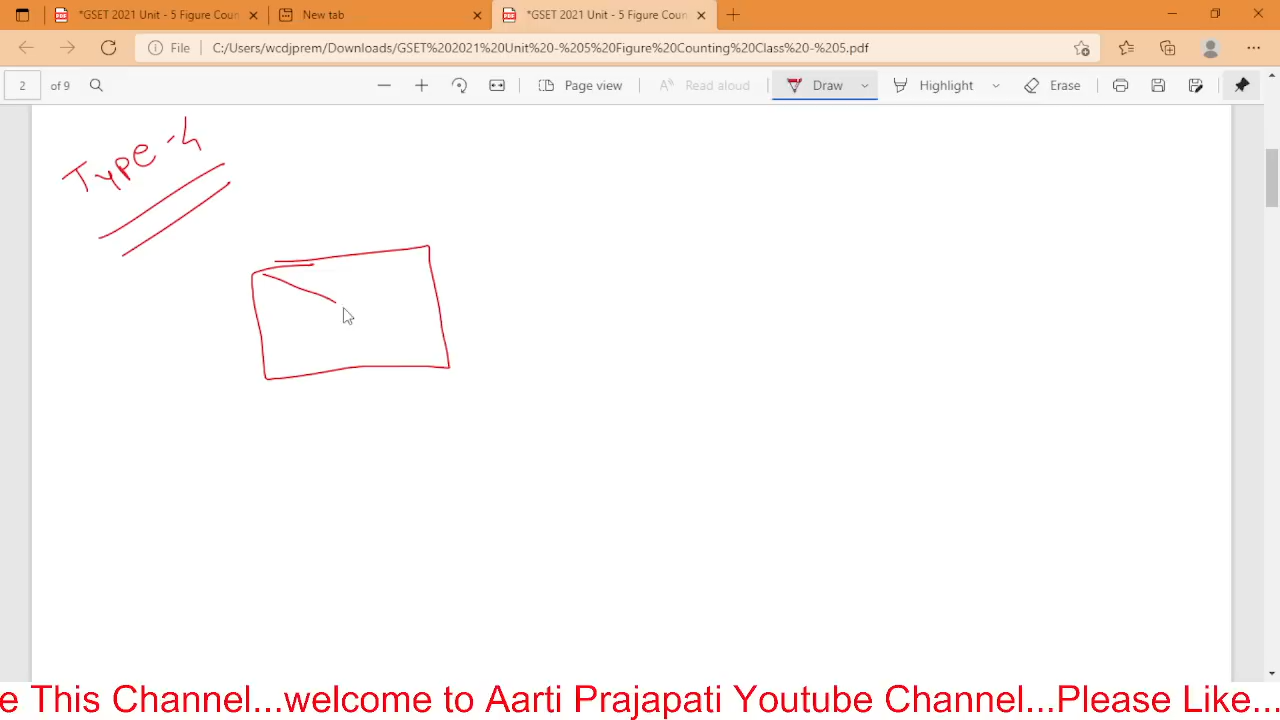 *GSET 2021 Unit - 5 Figure Coun
New tab
*GSET 2021 Unit - 5 Figure Coun
File
C:/Users/wcdjprem/Downloads/GSET%202021%20Unit%20-%205%20Figure%20Counting%20Class%20-%205.pdf
2 of 9
Page view
Read aloud
Draw
Highlight
Erase
Type-4
e This Channel...welcome to Aarti Prajapati Youtube Channel...Please Like...